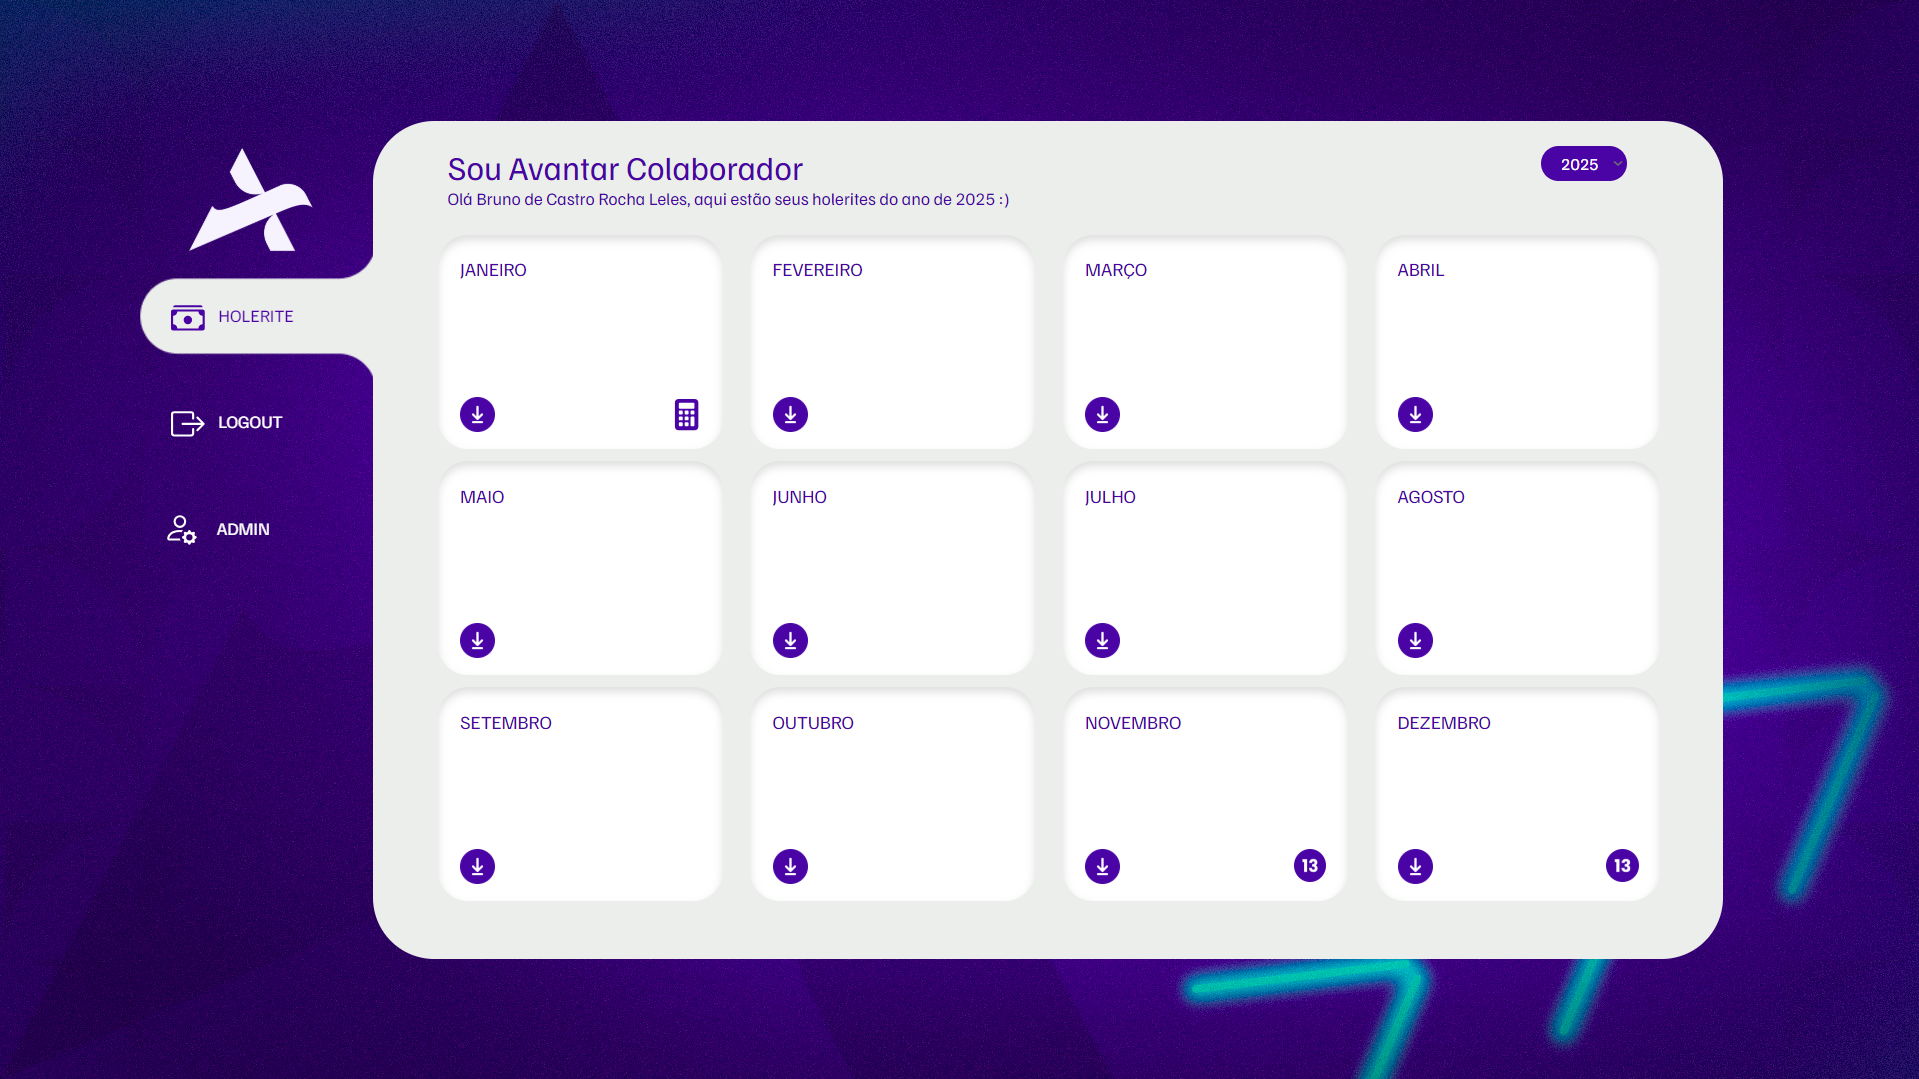 Sou Avantar Colaborador
2025
Olá Bruno de Castro Rocha Leles, aqui estão seus holerites do ano de 2025 :)
HOLERITE
LOGOUT
ADMIN
JANEIRO
FEVEREIRO
MARÇO
ABRIL
MAIO
JUNHO
JULHO
AGOSTO
SETEMBRO
OUTUBRO
NOVEMBRO
DEZEMBRO
13
13